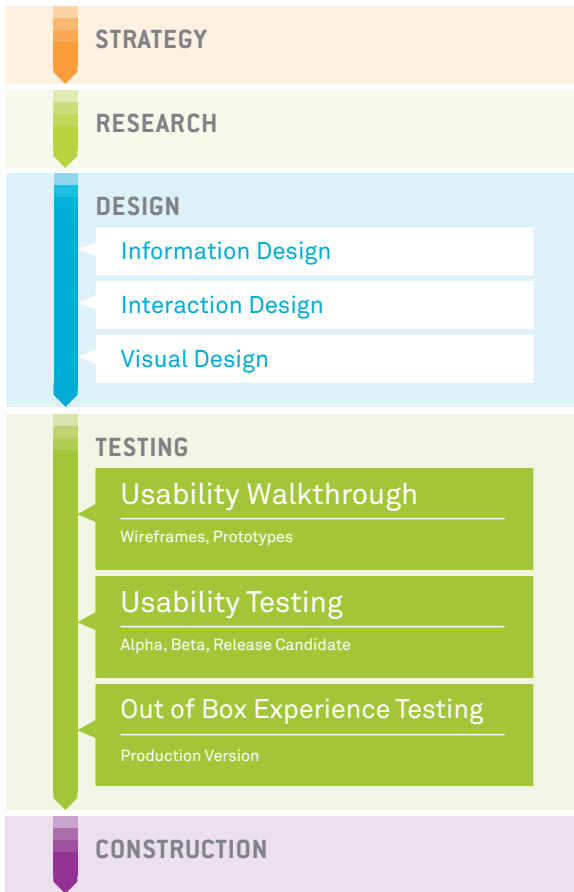 STRATEGY
RESEARCH
DESIGN
Information Design
Interaction Design
Visual Design
TESTING
Usability Walkthrough
Wireframes, Prototypes
Usability Testing
Alpha, Beta, Release Candidate
Out of Box Experience Testing
Production Version
CONSTRUCTION